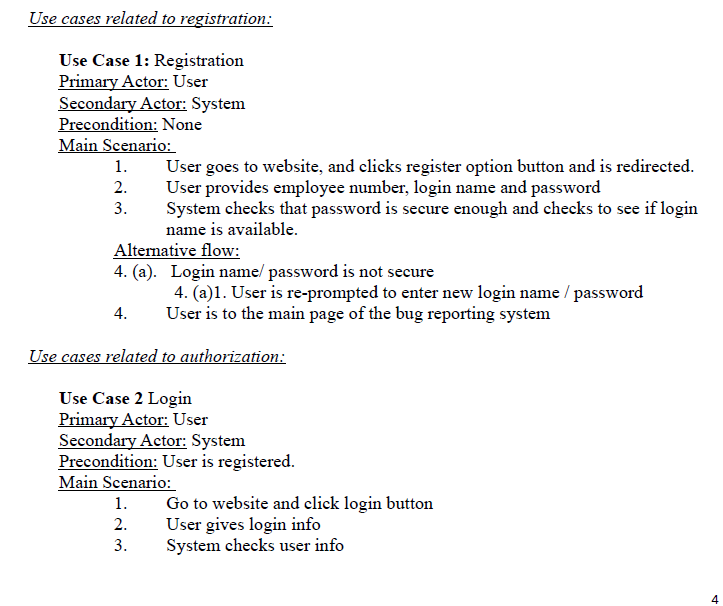 Use cases related to registration:
Use Case 1: Registration
Primary Actor: User
Secondary Actor: System
Precondition: None
Main Scenario:
1. User goes to website, and clicks register option button and is redirected.
2. User provides employee number, login name and password
3. System checks that password is secure enough and checks to see if login
name is available.
Alternative flow:
4. (a). Login name/ password is not secure
4. (a)1. User is re-prompted to enter new login name / password
4. User is to the main page of the bug reporting system
Use cases related to authorization:
Use Case 2 Login
Primary Actor: User
Secondary Actor: System
Precondition: User is registered.
Main Scenario:
1. Go to website and click login button
2. User gives login info
3. System checks user info
4